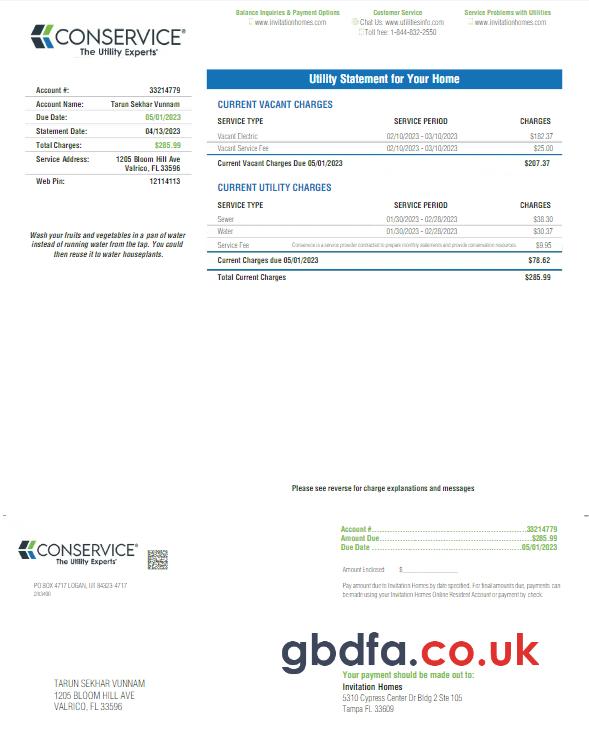 Balance Inquiries & Payment Options
www.invitationhomes.com
Customer Service
Chat Us: www.utilitiesinfo.com
Toll free: 1-844-832-2550
Service Problems with Utilities
www.invitationhomes.com
CONSERVICE®
The Utility Experts®
Account #: 33214779
Account Name: Tarun Sekhar Vunnam
Due Date: 05/01/2023
Statement Date: 04/13/2023
Total Charges: $285.99
Service Address: 1205 Bloom Hill Ave
Valrico, FL 33596
Web Pin: 12114113
Wash your fruits and vegetables in a pan of water
instead of running water from the tap. You could
then reuse it to water houseplants.
Utility Statement for Your Home
CURRENT VACANT CHARGES
SERVICE TYPE SERVICE PERIOD CHARGES
Vacant Electric 02/10/2023 - 03/10/2023 $182.37
Vacant Service Fee 02/10/2023 - 03/10/2023 $25.00
Current Vacant Charges Due 05/01/2023 $207.37
CURRENT UTILITY CHARGES
SERVICE TYPE SERVICE PERIOD CHARGES
Sewer 01/30/2023 - 02/28/2023 $38.30
Water 01/30/2023 - 02/28/2023 $30.37
Service Fee Conservice is a service provider contracted to prepare monthly statements and provide conservation resources. $9.95
Current Charges due 05/01/2023 $78.62
Total Current Charges $285.99
Please see reverse for charge explanations and messages
CONSERVICE®
The Utility Experts®
PO BOX 4717 LOGAN, UT 84323-4717
Account # 33214779
Amount Due $285.99
Due Date 05/01/2023
Amount Enclosed $
Pay amount due to Invitation Homes by date specified. For final amounts due, payments can
be made using your Invitation Homes Online Resident Account or payment by check.
gbdfa.co.uk
Your payment should be made out to:
Invitation Homes
5310 Cypress Center Dr Bldg 2 Ste 105
Tampa FL 33609
TARUN SEKHAR VUNNAM
1205 BLOOM HILL AVE
VALRICO, FL 33596